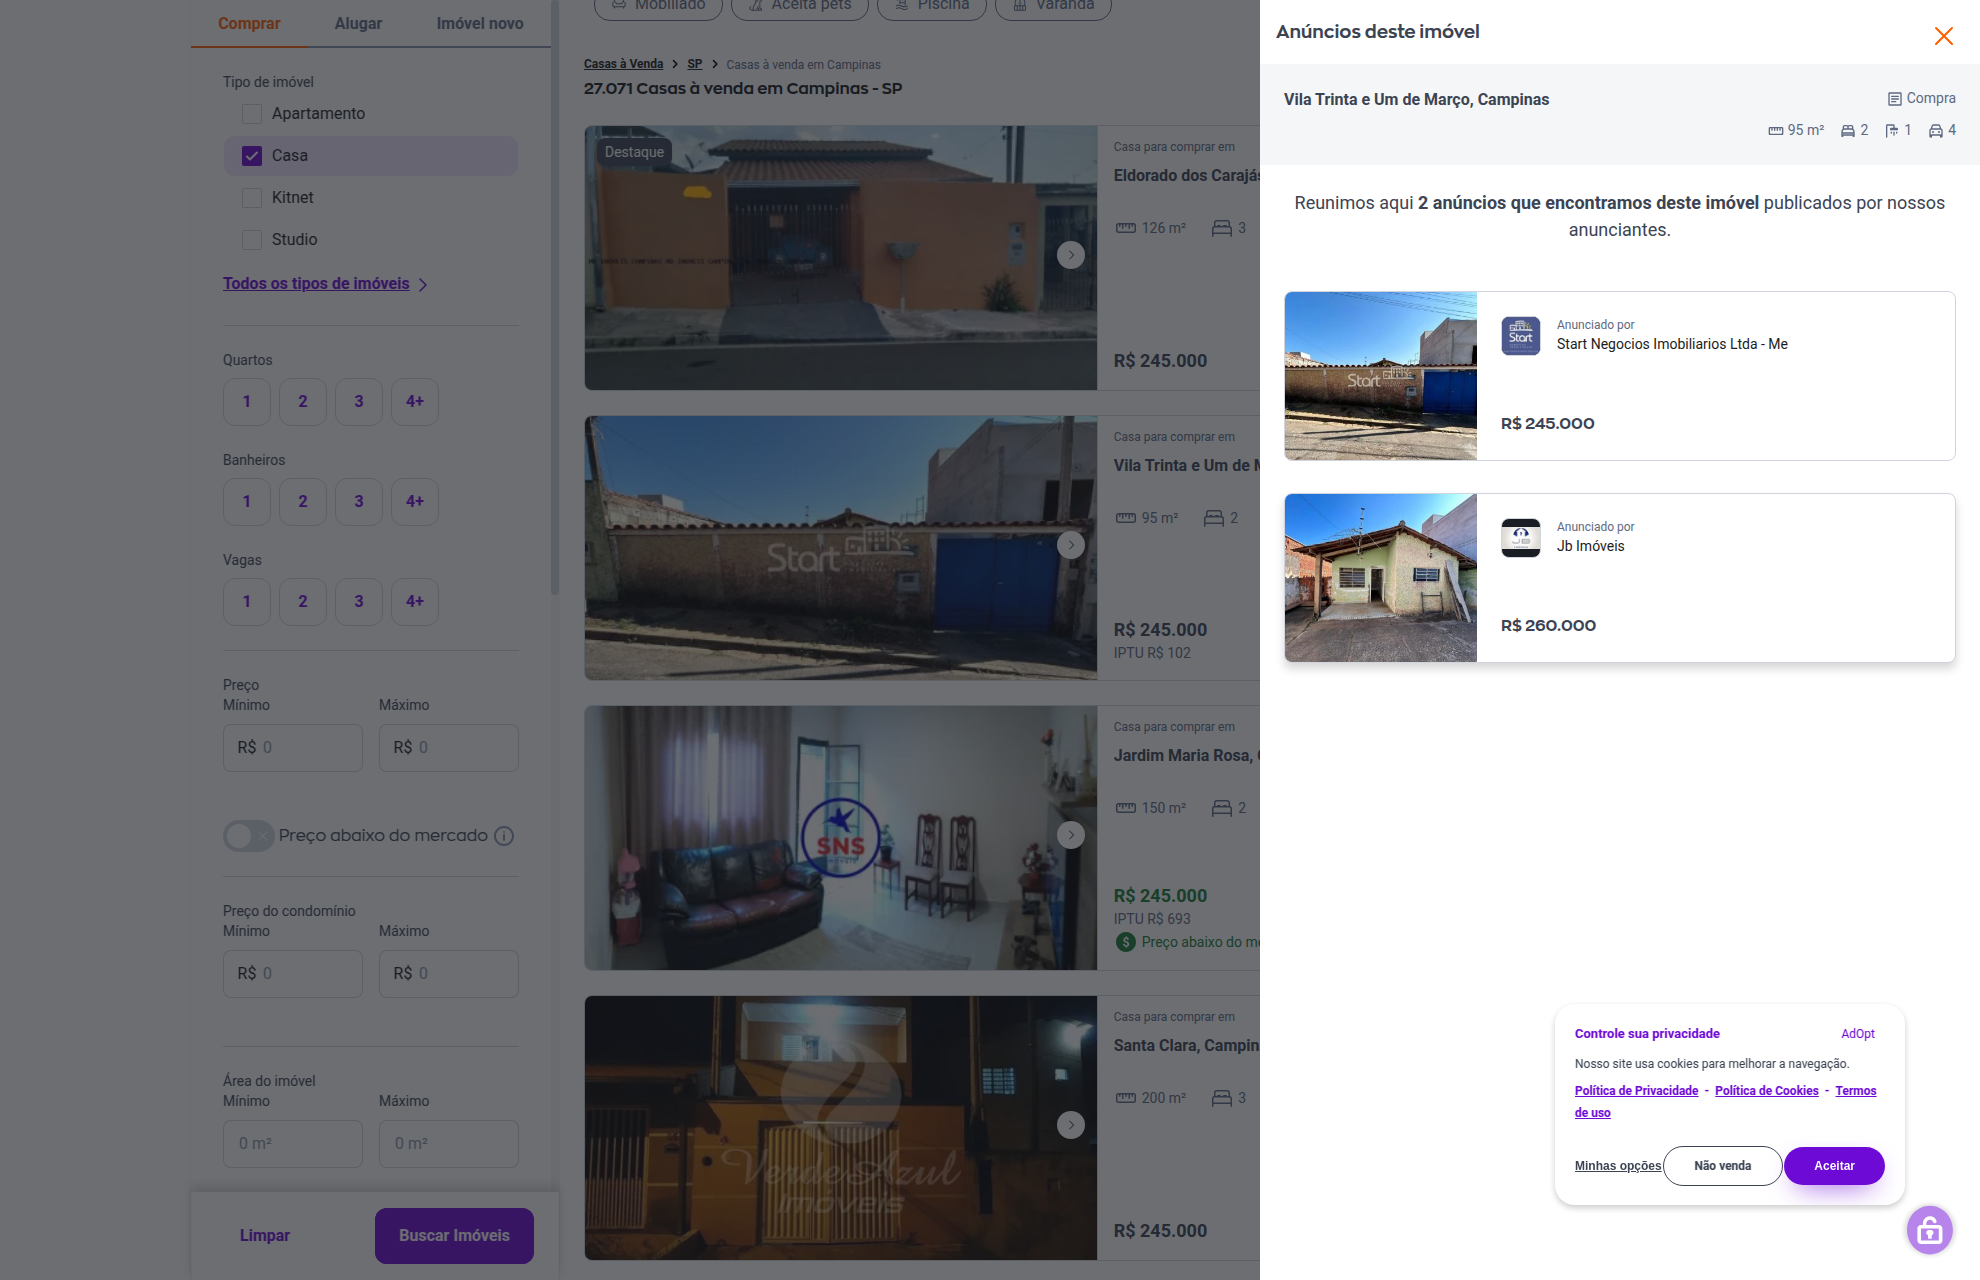 Comprar
Alugar
Imóvel novo
Tipo de imóvel
Apartamento
Casa
Kitnet
Studio
Todos os tipos de imóveis
Quartos
1
2
3
4+
Banheiros
1
2
3
4+
Vagas
1
2
3
4+
Preço
Mínimo
Máximo
R$ 0
R$ 0
Preço abaixo do mercado
Preço do condomínio
Mínimo
Máximo
R$ 0
R$ 0
Área do imóvel
Mínimo
Máximo
0 m²
0 m²
Limpar
Buscar Imóveis
Mobiliado
Aceita pets
Piscina
Varanda
Casas à Venda > SP > Casas à venda em Campinas
27.071 Casas à venda em Campinas - SP
Destaque
Casa para comprar em
Eldorado dos Carajás
126 m²
3
R$ 245.000
Start
Casa para comprar em
Vila Trinta e Um de M
95 m²
2
R$ 245.000
IPTU R$ 102
SNS
Casa para comprar em
Jardim Maria Rosa, C
150 m²
2
R$ 245.000
IPTU R$ 693
Preço abaixo do me
VerdeAzul
imóveis
Casa para comprar em
Santa Clara, Campin
200 m²
3
R$ 245.000
Anúncios deste imóvel
Vila Trinta e Um de Março, Campinas
Compra
95 m²
2
1
4
Reunimos aqui 2 anúncios que encontramos deste imóvel publicados por nossos
anunciantes.
Start
Start
Anunciado por
Start Negocios Imobiliarios Ltda - Me
R$ 245.000
JB
Anunciado por
Jb Imóveis
R$ 260.000
Controle sua privacidade
AdOpt
Nosso site usa cookies para melhorar a navegação.
Política de Privacidade - Política de Cookies - Termos
de uso
Minhas opções
Não venda
Aceitar